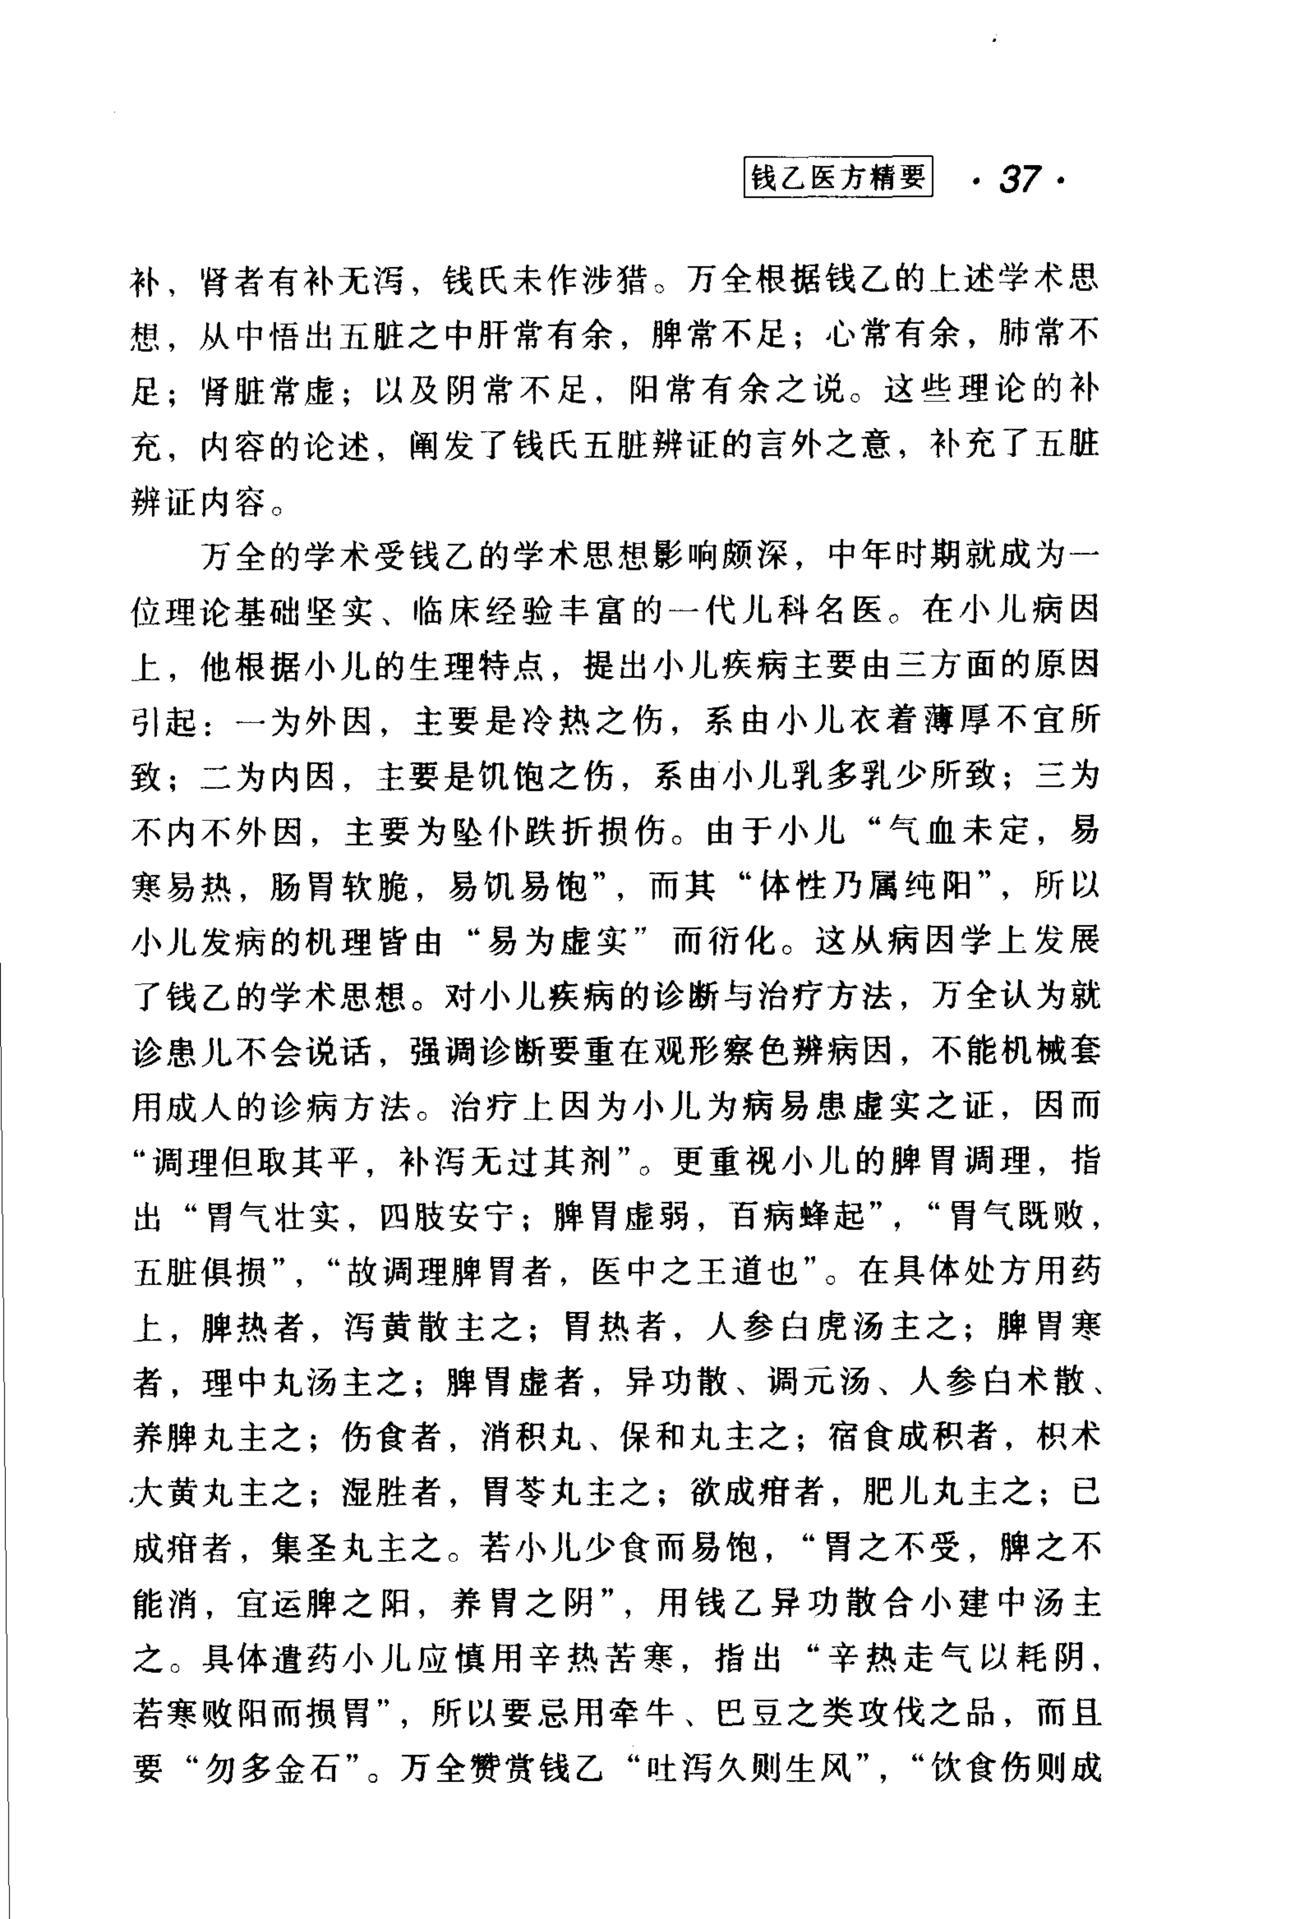 钱乙医方精要 ·37·
补，肾者有补无泻，钱氏未作涉猎。万全根据钱乙的上述学术思
想，从中悟出五脏之中肝常有余，脾常不足；心常有余，肺常不
足；肾脏常虚；以及阴常不足，阳常有余之说。这些理论的补
充，内容的论述，阐发了钱氏五脏辨证的言外之意，补充了五脏
辨证内容。
万全的学术受钱乙的学术思想影响颇深，中年时期就成为一
位理论基础坚实、临床经验丰富的一代儿科名医。在小儿病因
上，他根据小儿的生理特点，提出小儿疾病主要由三方面的原因
引起：一为外因，主要是冷热之伤，系由小儿衣着薄厚不宜所
致；二为内因，主要是饥饱之伤，系由小儿乳多乳少所致；三为
不内不外因，主要为坠仆跌折损伤。由于小儿“气血未定，易
寒易热，肠胃软脆，易饥易饱”，而其“体性乃属纯阳”，所以
小儿发病的机理皆由“易为虚实”而衍化。这从病因学上发展
了钱乙的学术思想。对小儿疾病的诊断与治疗方法，万全认为就
诊患儿不会说话，强调诊断要重在观形察色辨病因，不能机械套
用成人的诊病方法。治疗上因为小儿为病易患虚实之证，因而
“调理但取其平，补泻无过其剂”。更重视小儿的脾胃调理，指
出“胃气壮实，四肢安宁；脾胃虚弱，百病蜂起”，“胃气既败，
五脏俱损”，“故调理脾胃者，医中之王道也”。在具体处方用药
上，脾热者，泻黄散主之；胃热者，人参白虎汤主之；脾胃寒
者，理中丸汤主之；脾胃虚者，异功散、调元汤、人参白术散、
养脾丸主之；伤食者，消积丸、保和丸主之；宿食成积者，枳术
大黄丸主之；湿胜者，胃苓丸主之；欲成疳者，肥儿丸主之；已
成疳者，集圣丸主之。若小儿少食而易饱，“胃之不受，脾之不
能消，宜运脾之阳，养胃之阴”，用钱乙异功散合小建中汤主
之。具体遣药小儿应慎用辛热苦寒，指出“辛热走气以耗阴，
若寒败阳而损胃”，所以要忌用牵牛、巴豆之类攻伐之品，而且
要“勿多金石”。万全赞赏钱乙“吐泻久则生风”，“饮食伤则成